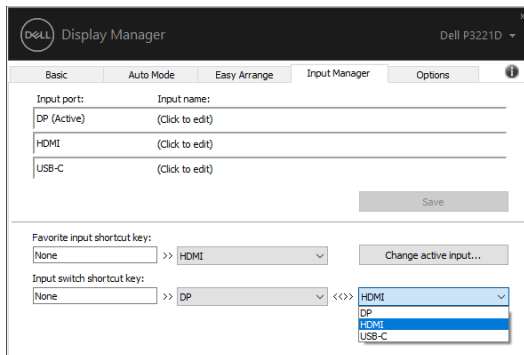 DELL Display Manager Dell P3221D
Basic Auto Mode Easy Arrange Input Manager Options i
Input port: Input name:
DP (Active) (Click to edit)
HDMI (Click to edit)
USB-C (Click to edit)
Save
Favorite input shortcut key:
None >> HDMI Change active input...
Input switch shortcut key:
None >> DP <<>> HDMI
DP
HDMI
USB-C